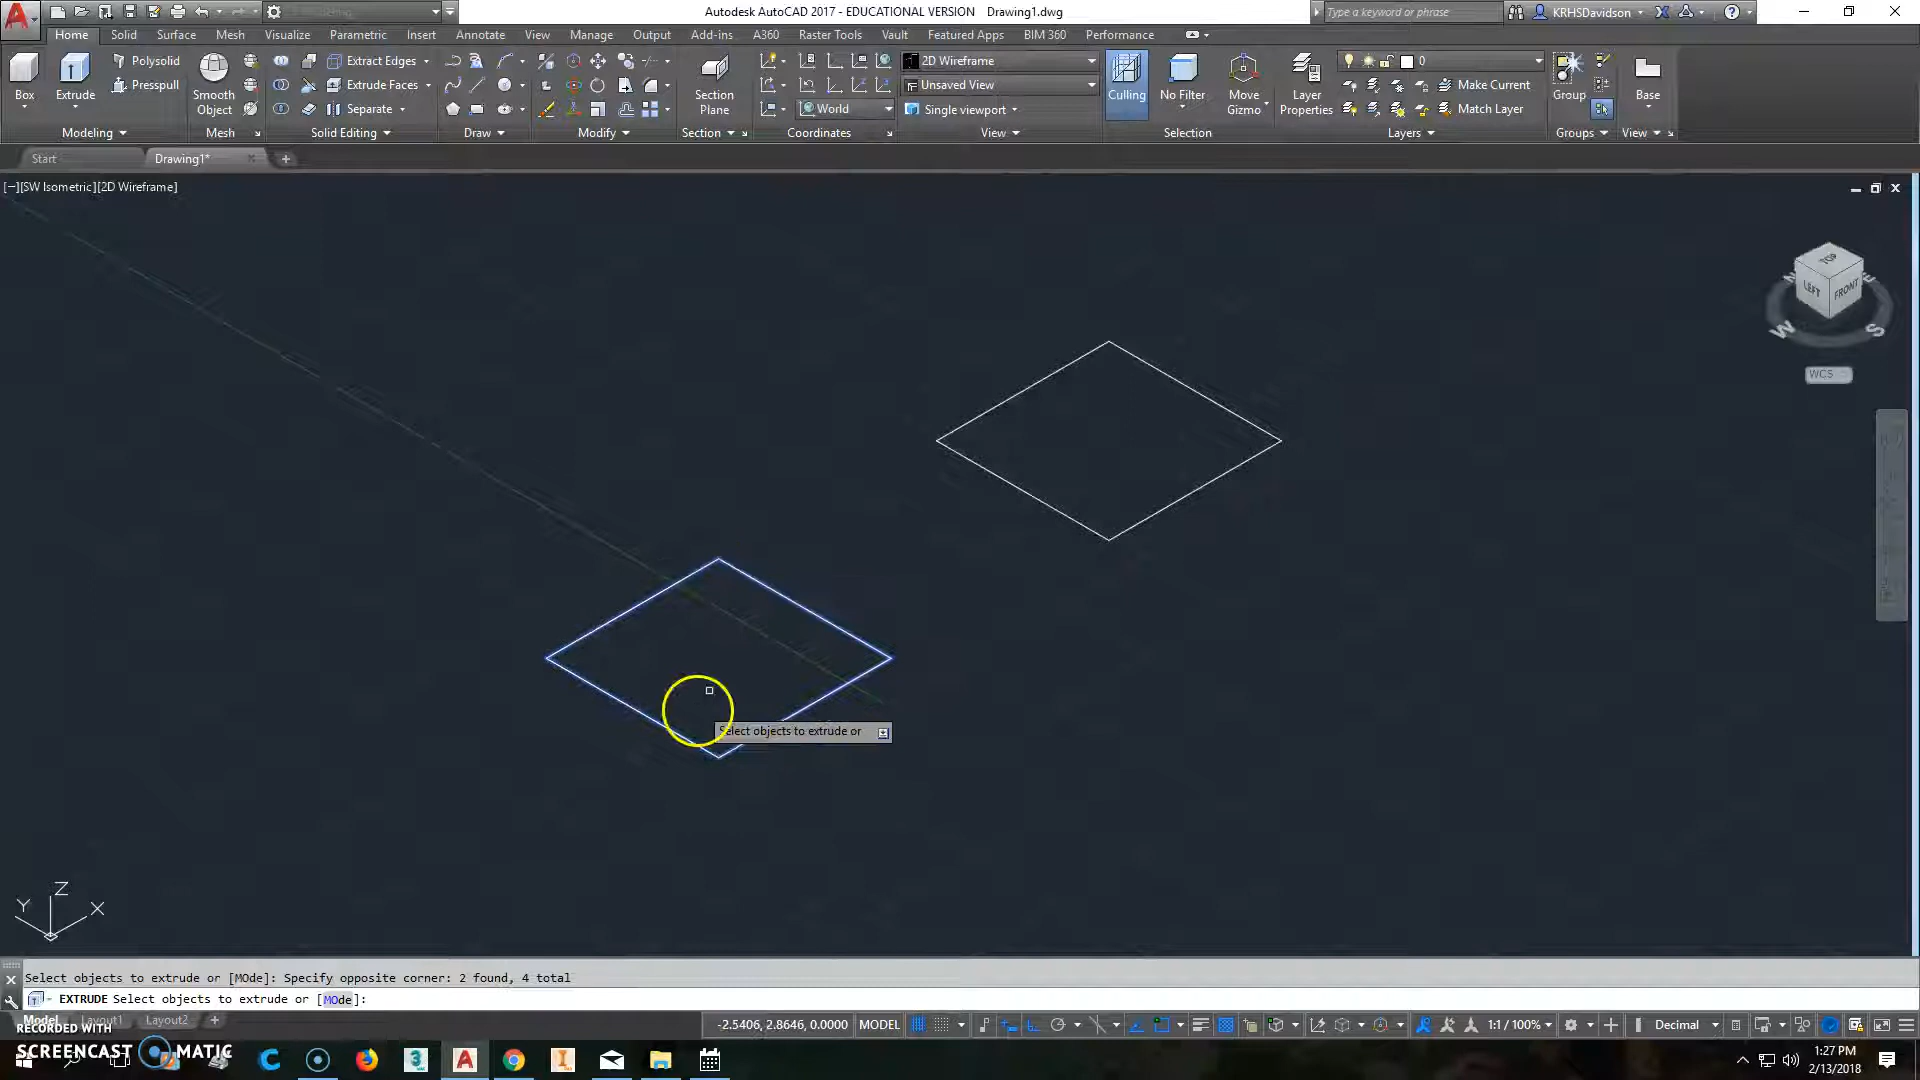 Autodesk AutoCAD 2017 - EDUCATIONAL VERSION Drawing1.dwg
Type a keyword or phrase
KRHSDavidson
Home Solid Surface Mesh Visualize Parametric Insert Annotate View Manage Output Add-ins A360 Raster Tools Vault Featured Apps BIM 360 Performance
Box
Extrude
Polysolid
Presspull
Smooth Object
Extract Edges
Extrude Faces
Separate
Section Plane
World
2D Wireframe
Unsaved View
Single viewport
Culling
No Filter
Move Gizmo
Layer Properties
0
Make Current
Match Layer
Group
Base
Modeling Mesh Solid Editing Draw Modify Section Coordinates View Selection Layers Groups View
Start Drawing1*
[–][SW Isometric][2D Wireframe]
TOP
LEFT FRONT
W S
WCS
Select objects to extrude or
Z
Y X
Select objects to extrude or [MOde]: Specify opposite corner: 2 found, 4 total
EXTRUDE Select objects to extrude or [MOde]:
Model Layout1 Layout2
-2.5406, 2.8646, 0.0000 MODEL
1:1 / 100%
Decimal
RECORDED WITH
SCREENCAST MATIC
1:27 PM
2/13/2018